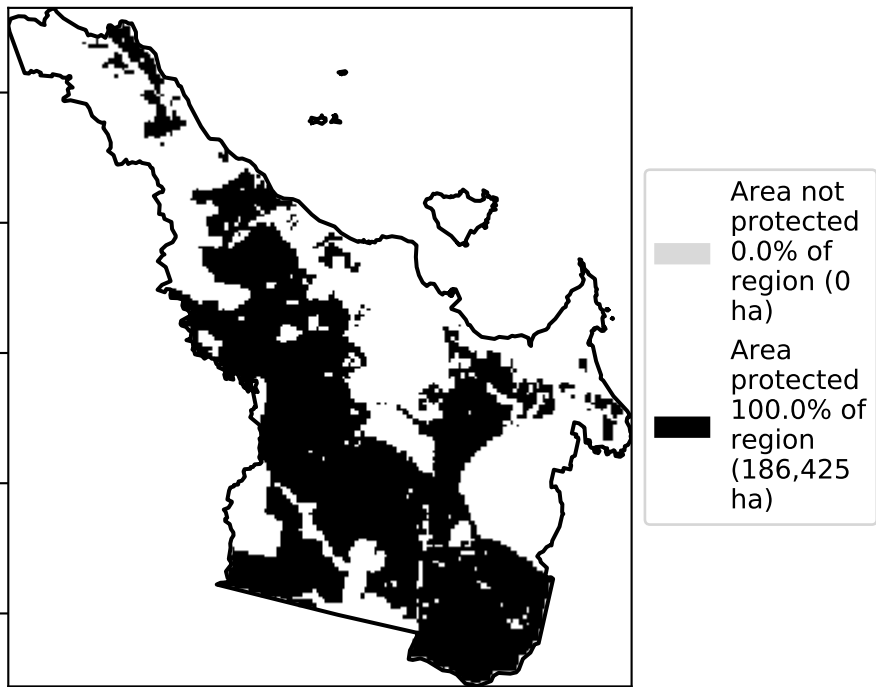 Area not
protected
0.0% of
region (0
ha)
Area
protected
100.0% of
region
(186,425
ha)